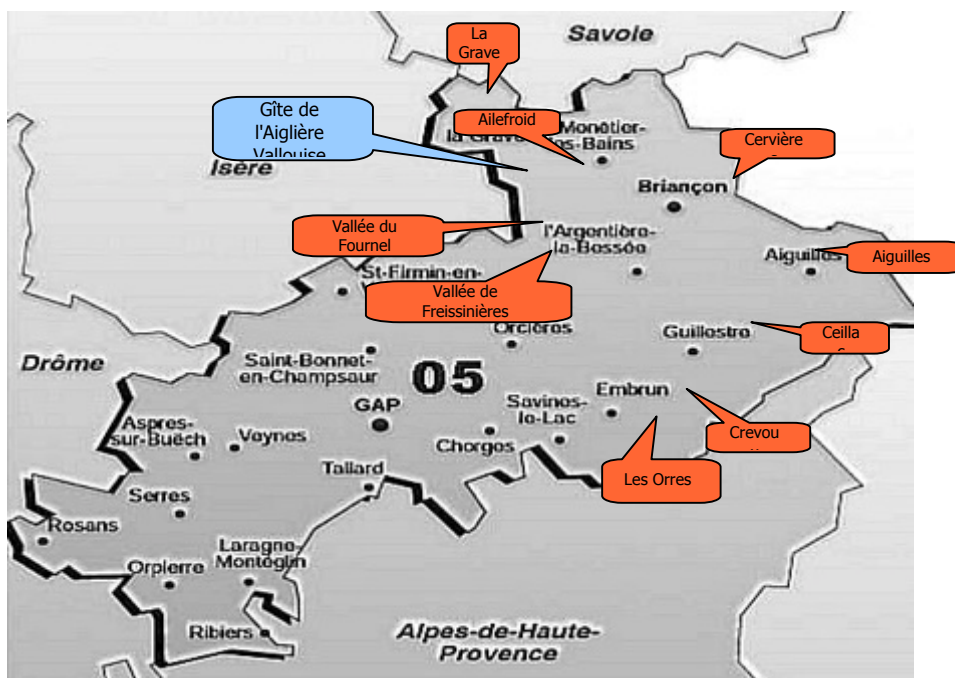 La
Grave
Savoie
Gîte de
l'Aiglière
Vallouise
Ailefroid
la Grave
Monêtier-
les-Bains
Cervière
Isère
Briançon
Vallée du
Fournel
l'Argentière-
la-Bessée
Aiguilles
Aiguilles
St-Firmin-en-
Vallée de
Freissinières
Orcières
Guillestre
Ceilla
Drôme
Saint-Bonnet-
en-Champsaur
05
Embrun
GAP
Savines-
le-Lac
Crevou
Aspres-
sur-Buëch
Veynes
Chorges
Tallard
Les Orres
Serres
Rosans
Laragne-
Montéglin
Orpierre
Ribiers
Alpes-de-Haute-
Provence